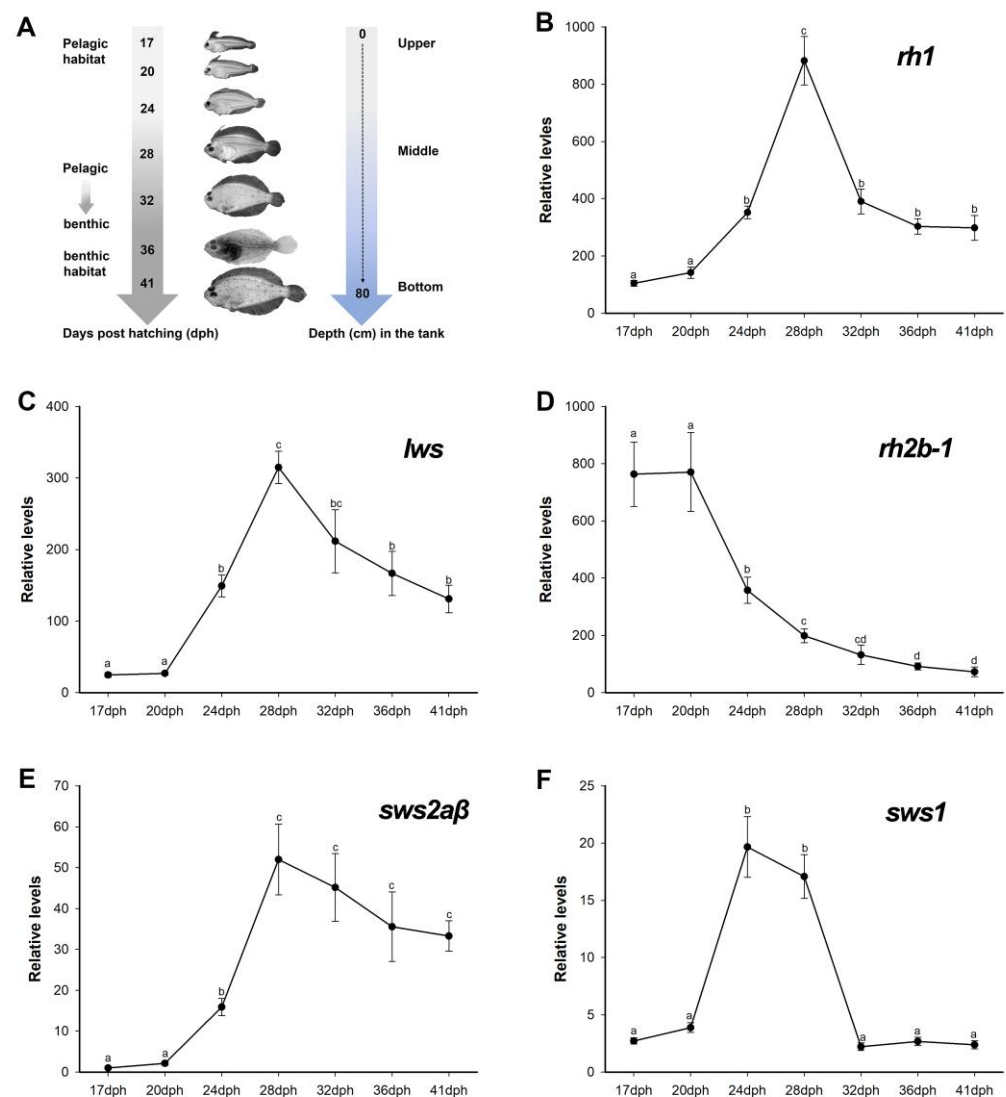 A
Pelagic
habitat
17
20
24
28
32
36
41
Pelagic
benthic
benthic
habitat
Days post hatching (dph)
0
80
Upper
Middle
Bottom
Depth (cm) in the tank
B
rh1
Relative levles
1000
800
600
400
200
0
a
a
b
c
b
b
b
17dph 20dph 24dph 28dph 32dph 36dph 41dph
C
lws
Relative levels
400
300
200
100
0
a
a
b
c
bc
b
b
17dph 20dph 24dph 28dph 32dph 36dph 41dph
D
rh2b-1
Relative levels
1000
800
600
400
200
0
a
a
b
c
cd
d
d
17dph 20dph 24dph 28dph 32dph 36dph 41dph
E
sws2aβ
Relative levels
70
60
50
40
30
20
10
0
a
a
b
c
c
c
c
17dph 20dph 24dph 28dph 32dph 36dph 41dph
F
sws1
Relative levels
25
20
15
10
5
0
a
a
b
b
a
a
a
17dph 20dph 24dph 28dph 32dph 36dph 41dph